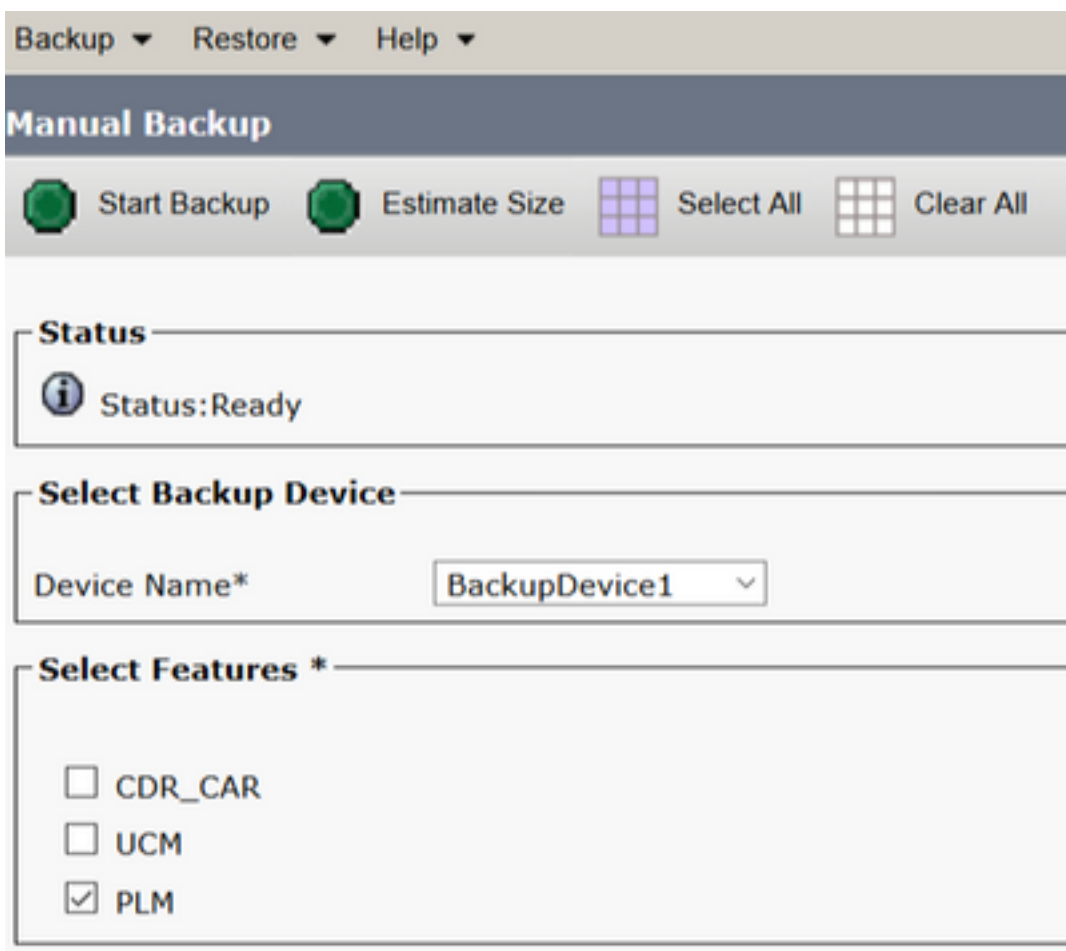 Backup Restore Help
Manual Backup
Start Backup Estimate Size Select All Clear All
Status
Status:Ready
Select Backup Device
Device Name* BackupDevice1
Select Features *
CDR_CAR
UCM
PLM